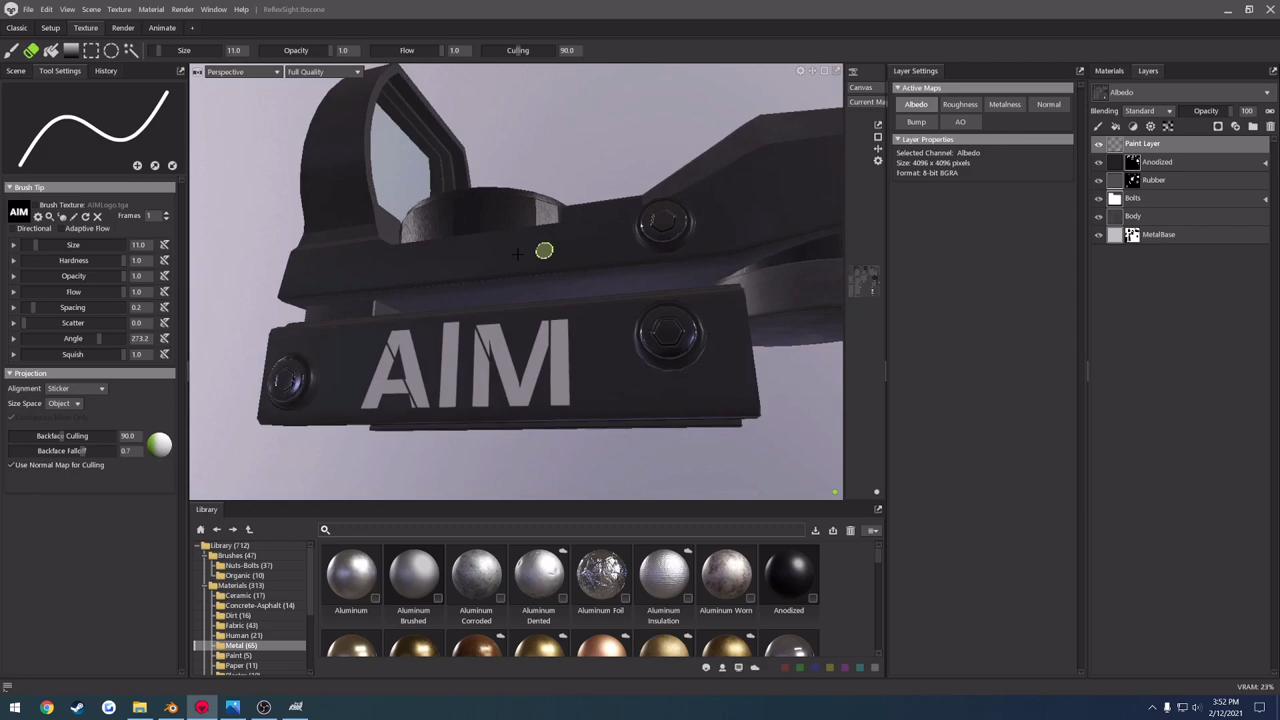 File Edit View Scene Texture Material Render Window Help ReflexSight.tbscene
Classic Setup Texture Render Animate +
Size 11.0 Opacity 1.0 Flow 1.0 Culling 90.0
Scene Tool Settings History
Perspective Full Quality
Canvas
Current Ma
Layer Settings
Active Maps
Albedo Roughness Metalness Normal
Bump AO
Layer Properties
Selected Channel: Albedo
Size: 4096 x 4096 pixels
Format: 8-bit BGRA
Materials Layers
Albedo
Blending Standard Opacity 100
Paint Layer
Anodized
Rubber
Bolts
Body
MetalBase
Brush Tip
AIM
Brush Texture: AIMLogo.tga
Frames 1
Directional Adaptive Flow
Size 11.0
Hardness 1.0
Opacity 1.0
Flow 1.0
Spacing 0.2
Scatter 0.0
Angle 273.2
Squish 1.0
Projection
Alignment Sticker
Size Space Object
Backface Culling 90.0
Backface Falloff 0.7
Use Normal Map for Culling
AIM
Library
Library (712)
Brushes (47)
Nuts-Bolts (37)
Organic (10)
Materials (313)
Ceramic (17)
Concrete-Asphalt (14)
Dirt (16)
Fabric (43)
Human (21)
Metal (65)
Paint (5)
Paper (11)
Aluminum
Aluminum Brushed
Aluminum Corroded
Aluminum Dented
Aluminum Foil
Aluminum Insulation
Aluminum Worn
Anodized
VRAM: 23%
3:52 PM
2/12/2021